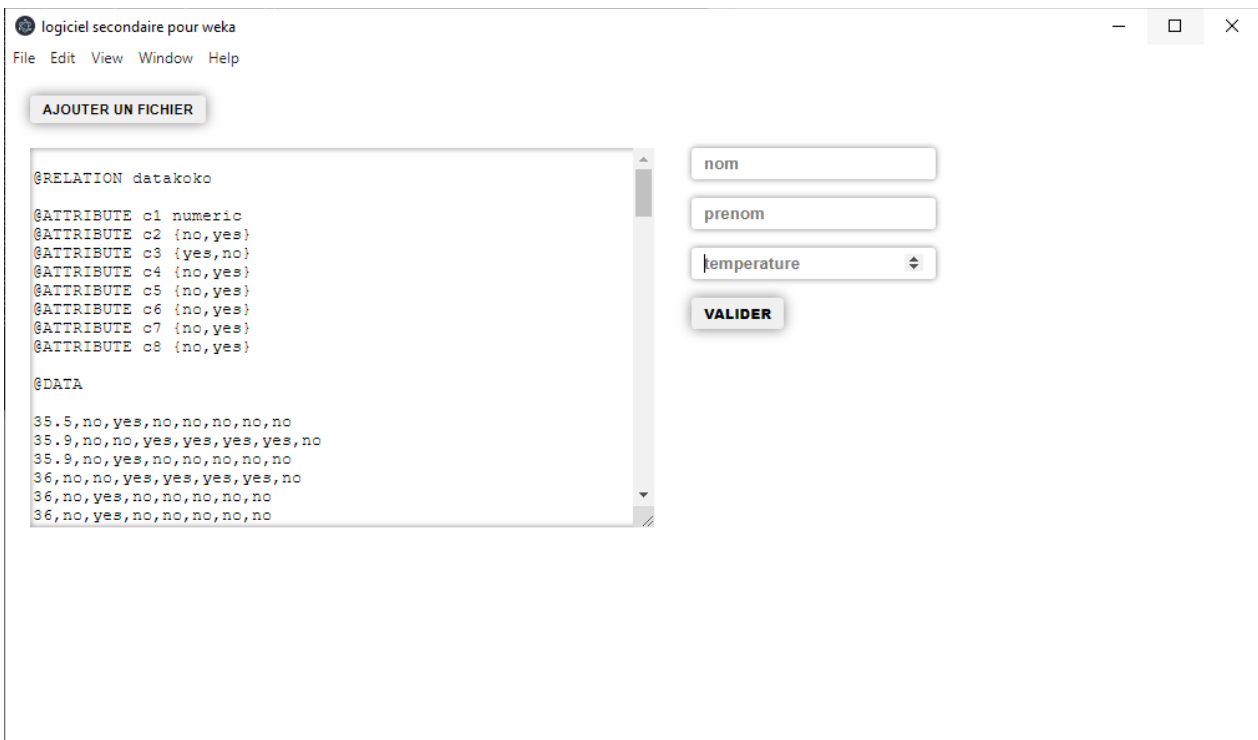 logiciel secondaire pour weka
File Edit View Window Help
AJOUTER UN FICHIER
@RELATION datakoko
@ATTRIBUTE c1 numeric
@ATTRIBUTE c2 {no,yes}
@ATTRIBUTE c3 {yes,no}
@ATTRIBUTE c4 {no,yes}
@ATTRIBUTE c5 {no,yes}
@ATTRIBUTE c6 {no,yes}
@ATTRIBUTE c7 {no,yes}
@ATTRIBUTE c8 {no,yes}
@DATA
35.5,no,yes,no,no,no,no,no
35.9,no,no,yes,yes,yes,yes,no
35.9,no,yes,no,no,no,no,no
36,no,no,yes,yes,yes,yes,no
36,no,yes,no,no,no,no,no
36,no,yes,no,no,no,no,no
nom
prenom
temperature
VALIDER